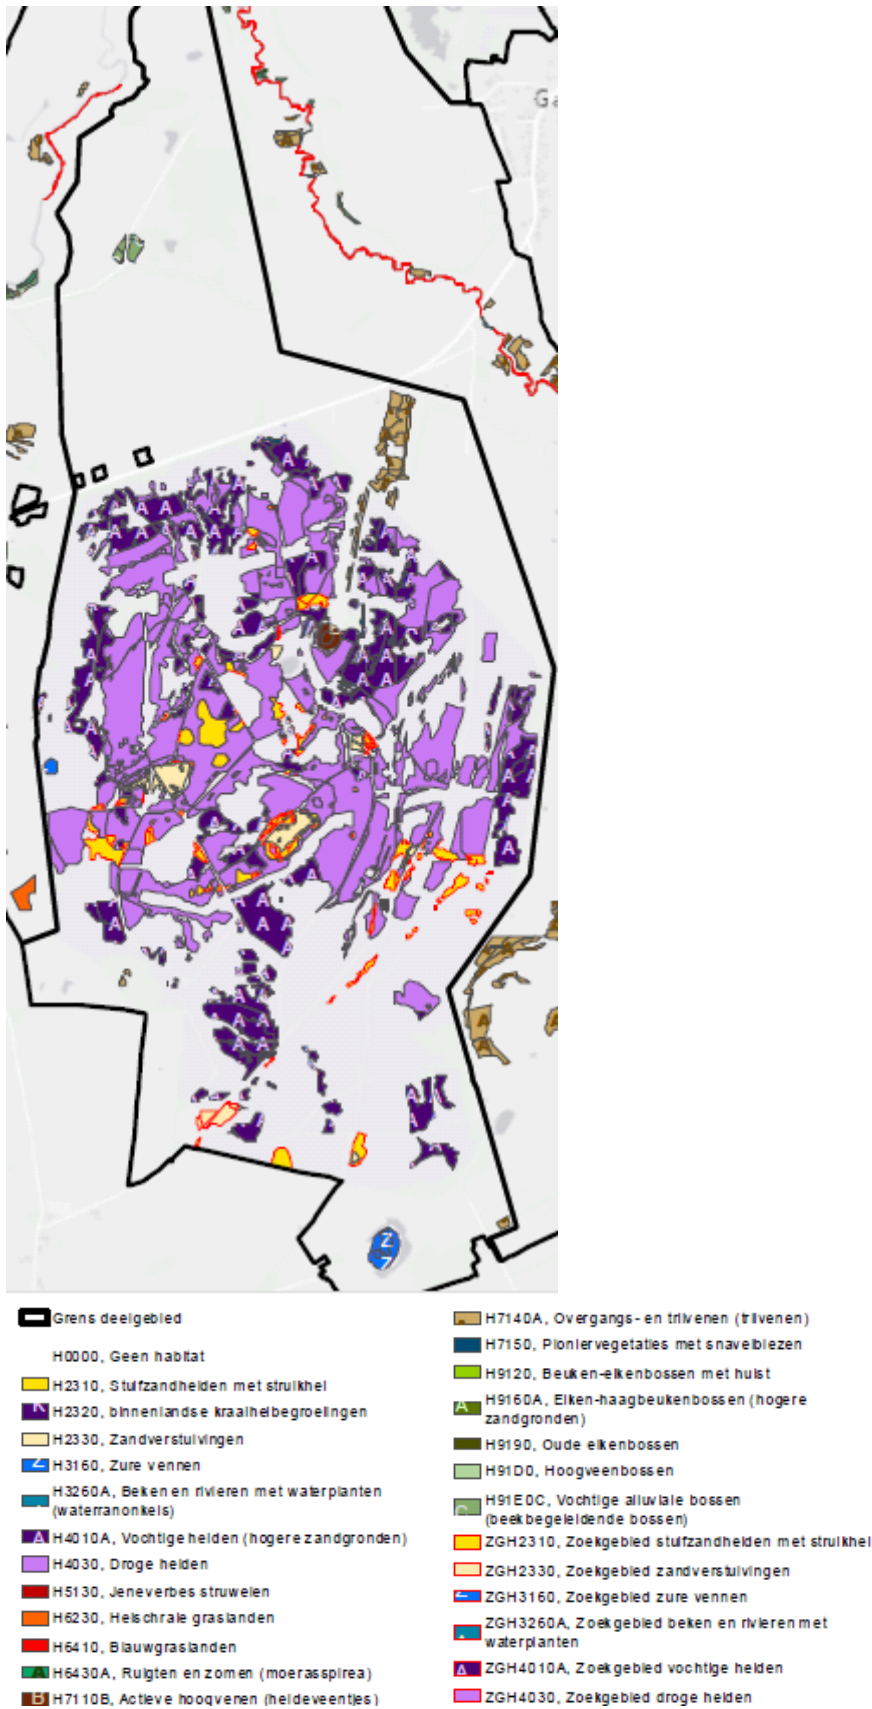 Ga
Grens deelgebied
H0000, Geen habitat
H2310, Stuifzandheiden met struikhei
H2320, binnenlandse kraaiheibegroeiingen
H2330, Zandverstuivingen
H3160, Zure vennen
H3260A, Beken en rivieren met waterplanten
(waterranonkels)
H4010A, Vochtige heiden (hogere zandgronden)
H4030, Droge heiden
H5130, Jeneverbes struwelen
H6230, Heischrale graslanden
H6410, Blauwgraslanden
H6430A, Ruigten en zomen (moerasspirea)
H7110B, Actieve hoogvenen (heideveentjes)
H7140A, Overgangs- en trilvenen (trilvenen)
H7150, Pioniervegetaties met snavelbiezen
H9120, Beuken-eikenbossen met hulst
H9160A, Eiken-haagbeukenbossen (hogere
zandgronden)
H9190, Oude eikenbossen
H91D0, Hoogveenbossen
H91E0C, Vochtige alluviale bossen
(beekbegeleidende bossen)
ZGH2310, Zoekgebied stuifzandheiden met struikhei
ZGH2330, Zoekgebied zandverstuivingen
ZGH3160, Zoekgebied zure vennen
ZGH3260A, Zoekgebied beken en rivieren met
waterplanten
ZGH4010A, Zoekgebied vochtige heiden
ZGH4030, Zoekgebied droge heiden